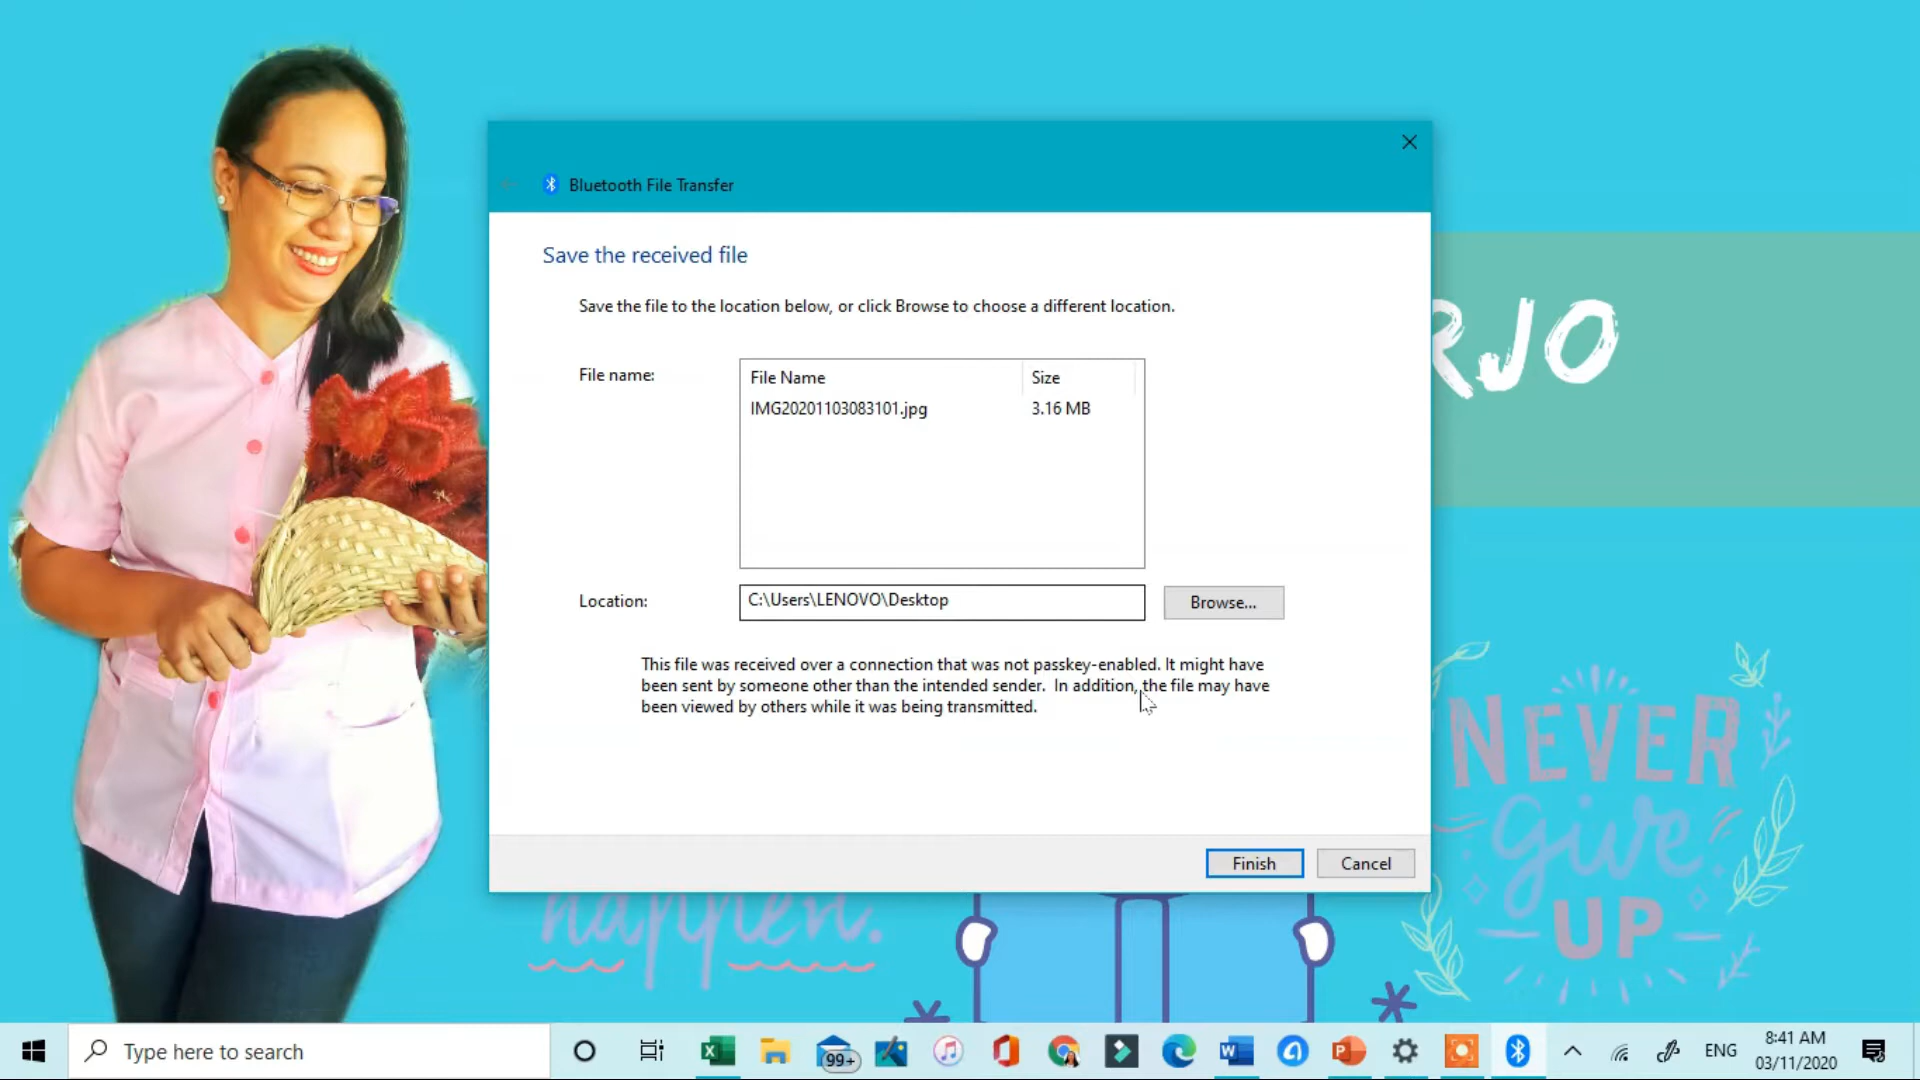 Bluetooth File Transfer
Save the received file
Save the file to the location below, or click Browse to choose a different location.
File name:
File Name Size
IMG20201103083101.jpg 3.16 MB
Location:
C:\Users\LENOVO\Desktop
Browse...
This file was received over a connection that was not passkey-enabled. It might have
been sent by someone other than the intended sender. In addition, the file may have
been viewed by others while it was being transmitted.
Finish Cancel
RJO
NEVER
give
UP
happen.
Type here to search
99+
ENG
8:41 AM
03/11/2020